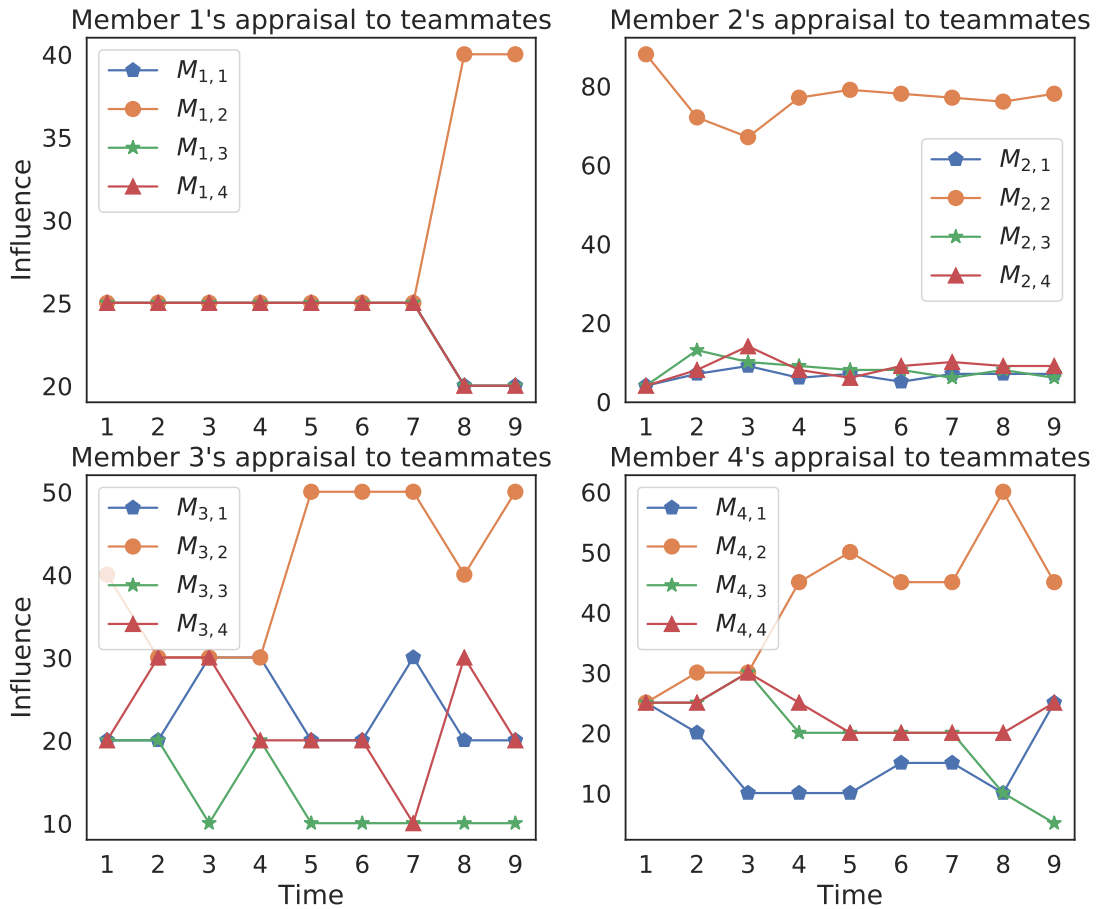 Member 1's appraisal to teammates
Influence
40
35
30
25
20
M1,1
M1,2
M1,3
M1,4
1 2 3 4 5 6 7 8 9
Member 2's appraisal to teammates
80
60
40
20
0
M2,1
M2,2
M2,3
M2,4
1 2 3 4 5 6 7 8 9
Member 3's appraisal to teammates
Influence
50
40
30
20
10
M3,1
M3,2
M3,3
M3,4
1 2 3 4 5 6 7 8 9
Time
Member 4's appraisal to teammates
60
50
40
30
20
10
M4,1
M4,2
M4,3
M4,4
1 2 3 4 5 6 7 8 9
Time